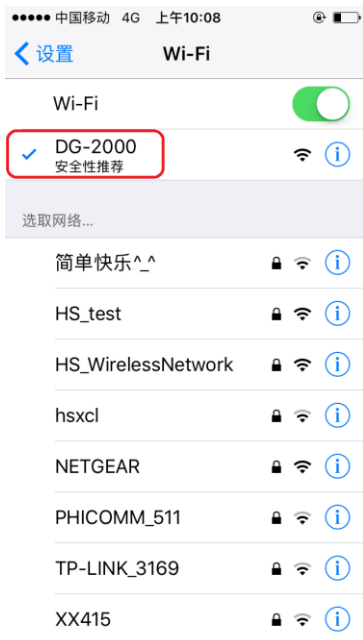 中国移动 4G 上午10:08
设置 Wi-Fi
Wi-Fi
DG-2000
安全性推荐
选取网络...
简单快乐^_^
HS_test
HS_WirelessNetwork
hsxcl
NETGEAR
PHICOMM_511
TP-LINK_3169
XX415